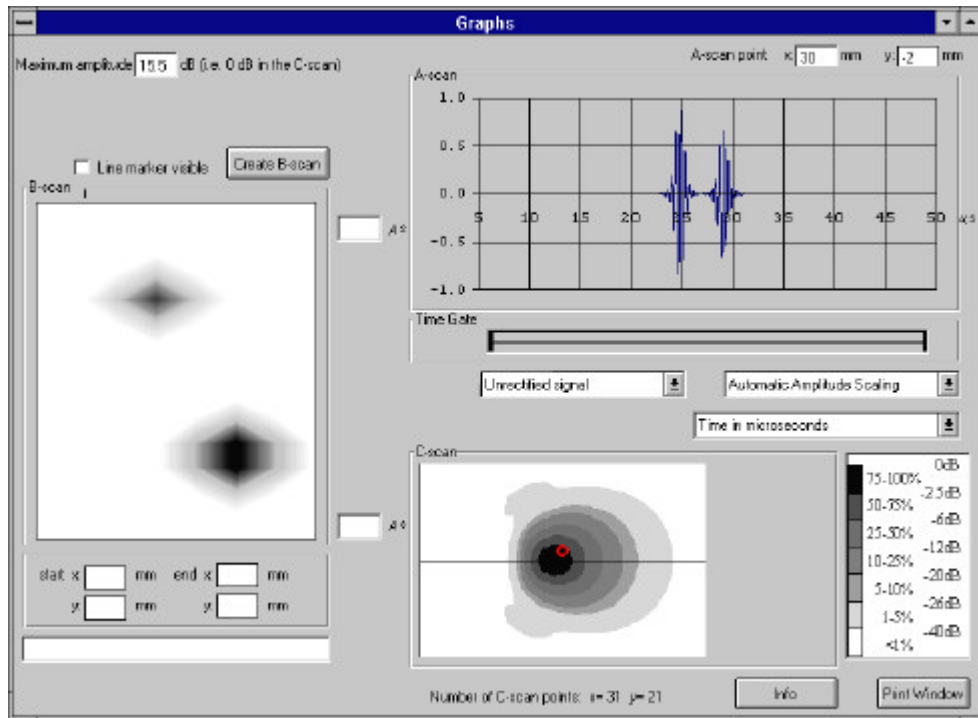 Graphs
Maximum amplitude 15.5 dB (i.e. 0 dB in the C-scan)
A-scan point x: 30 mm y: -2 mm
A-scan
1.0
0.5
0.0
-0.5
-1.0
5 10 15 20 25 30 35 40 45 50 µs
Line marker visible
Create B-scan
B-scan
µs
µs
Time Gate
Unrectified signal
Automatic Amplitude Scaling
Time in microseconds
C-scan
0dB
75-100%
-2.5dB
50-75%
-6dB
25-50%
-12dB
10-25%
-20dB
5-10%
-26dB
1-5%
-40dB
<1%
start x: mm end x: mm
y: mm y: mm
Number of C-scan points: x= 31 y= 21
Info
Print Window